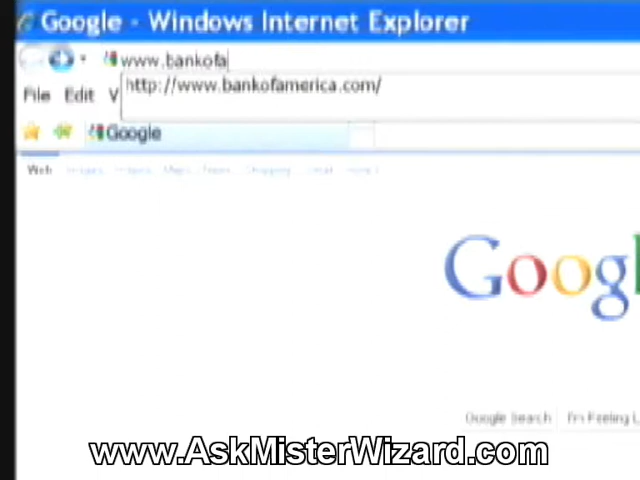 Google - Windows Internet Explorer
www.bankofa
http://www.bankofamerica.com/
File Edit V
Google
Web
Goog
Google Search I'm Feeling L
www.AskMisterWizard.com